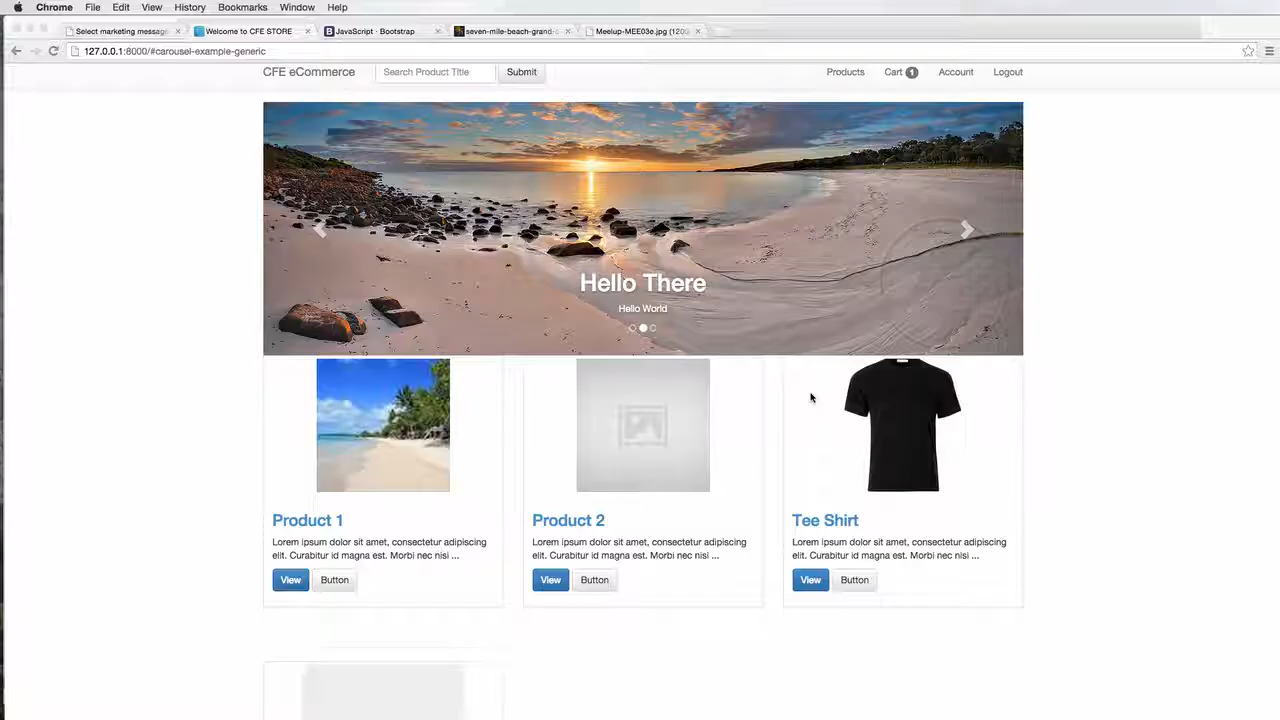 Chrome File Edit View History Bookmarks Window Help
Select marketing messag Welcome to CFE STORE JavaScript · Bootstrap seven-mile-beach-grand-c Meelup-MEE03e.jpg (1200
127.0.0.1:8000/#carousel-example-generic
CFE eCommerce Search Product Title Submit Products Cart 1 Account Logout
Hello There
Hello World
Product 1
Lorem ipsum dolor sit amet, consectetur adipiscing
elit. Curabitur id magna est. Morbi nec nisi ...
View Button
Product 2
Lorem ipsum dolor sit amet, consectetur adipiscing
elit. Curabitur id magna est. Morbi nec nisi ...
View Button
Tee Shirt
Lorem ipsum dolor sit amet, consectetur adipiscing
elit. Curabitur id magna est. Morbi nec nisi ...
View Button